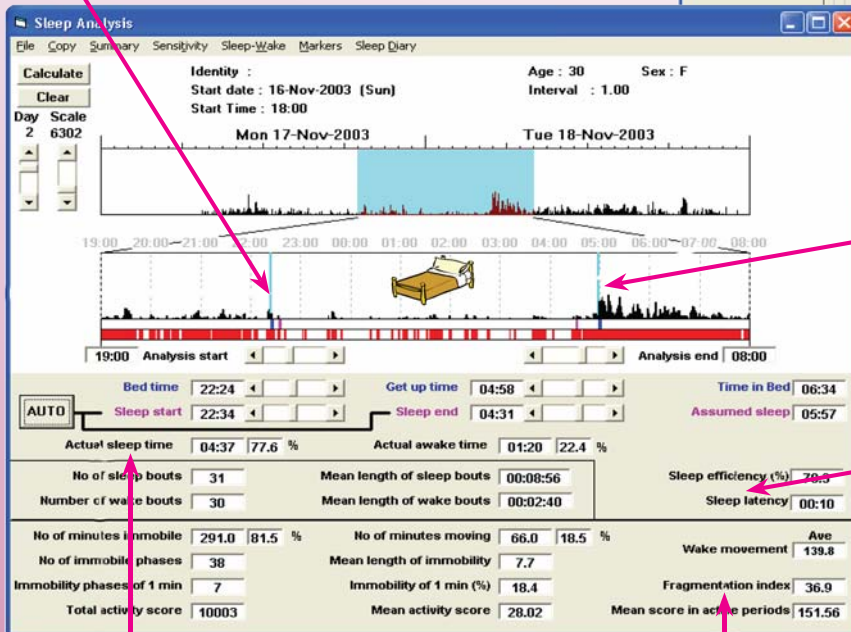 Sleep Analysis
File Copy Summary Sensitivity Sleep-Wake Markers Sleep Diary
Calculate Identity : Age : 30 Sex : F
Clear Start date : 16-Nov-2003 (Sun) Interval : 1.00
Start Time : 18:00
Day Scale
2 6302 Mon 17-Nov-2003 Tue 18-Nov-2003
19:00 20:00 21:00 22:00 23:00 00:00 01:00 02:00 03:00 04:00 05:00 06:00 07:00 08:00
19:00 Analysis start Analysis end 08:00
Bed time 22:24 Get up time 04:58 Time in Bed 06:34
AUTO Sleep start 22:34 Sleep end 04:31 Assumed sleep 05:57
Actual sleep time 04:37 77.6 % Actual awake time 01:20 22.4 %
No of sleep bouts 31 Mean length of sleep bouts 00:08:56 Sleep efficiency (%)
Number of wake bouts 30 Mean length of wake bouts 00:02:40 Sleep latency 00:10
No of minutes immobile 291.0 81.5 % No of minutes moving 66.0 18.5 % Ave
No of immobile phases 38 Mean length of immobility 7.7 Wake movement 139.8
Immobility phases of 1 min 7 Immobility of 1 min (%) 18.4 Fragmentation index 36.9
Total activity score 10003 Mean activity score 28.02 Mean score in active periods 151.56